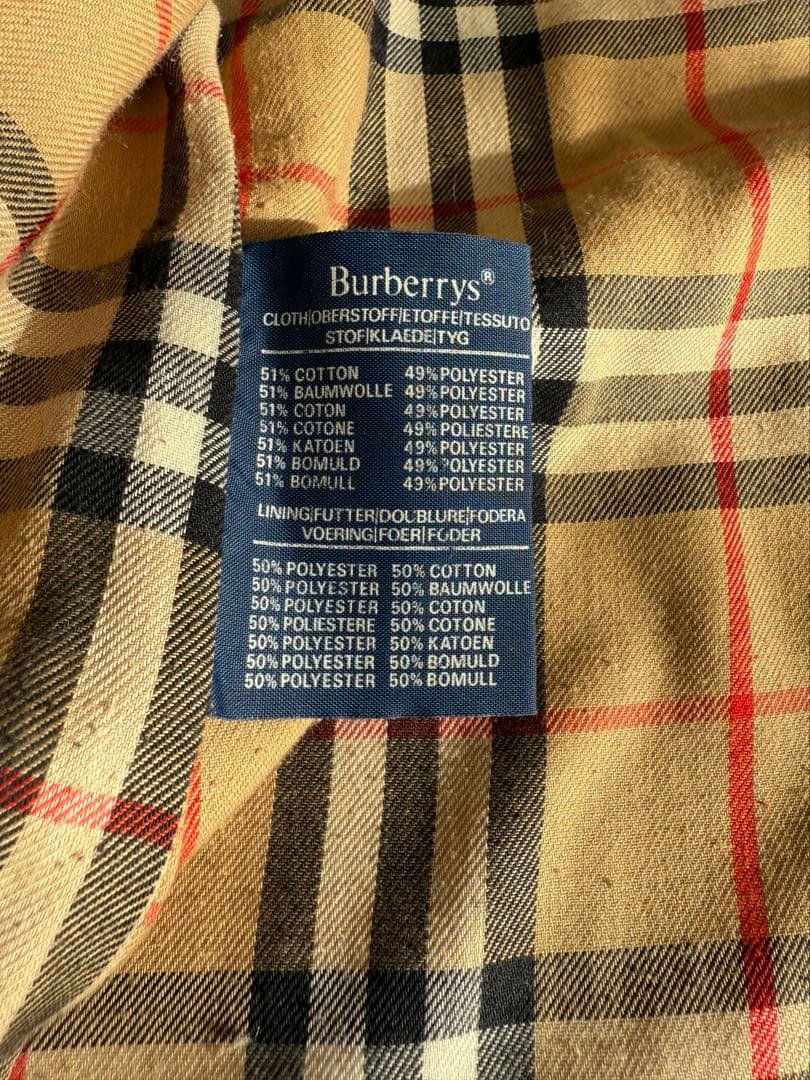 Burberrys®
CLOTH|OBERSTOFF|ETOFFE|TESSUTO
STOF|KLAEDE|TYG
51% COTTON 49% POLYESTER
51% BAUMWOLLE 49% POLYESTER
51% COTON 49% POLYESTER
51% COTONE 49% POLIESTERE
51% KATOEN 49% POLYESTER
51% BOMULD 49% POLYESTER
51% BOMULL 49% POLYESTER
LINING|FUTTER|DOUBLURE|FODERA
VOERING|FOER|FODER
50% POLYESTER 50% COTTON
50% POLYESTER 50% BAUMWOLLE
50% POLYESTER 50% COTON
50% POLIESTERE 50% COTONE
50% POLYESTER 50% KATOEN
50% POLYESTER 50% BOMULD
50% POLYESTER 50% BOMULL